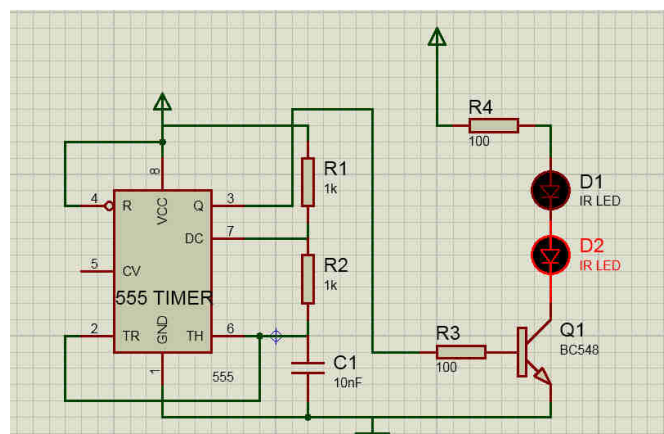 R4
100
8
R1
1k
D1
IR LED
4
R
VCC
Q
3
DC
7
D2
IR LED
5
CV
R2
1k
555 TIMER
2
TR
GND
TH
6
R3
100
Q1
BC548
1
555
C1
10nF